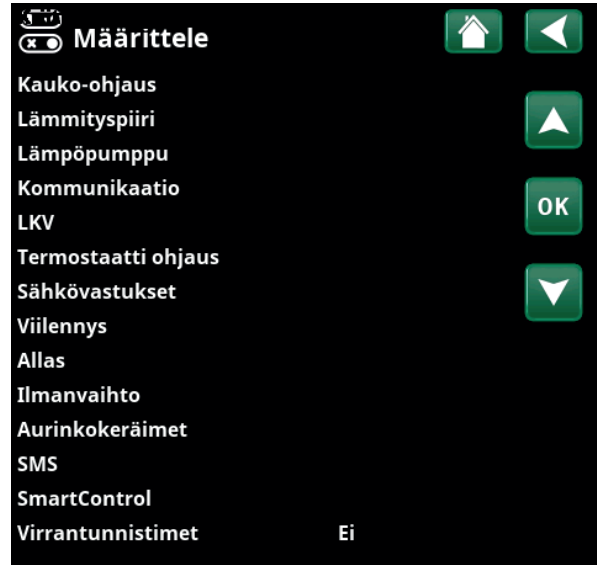 Määrittele
Kauko-ohjaus
Lämmityspiiri
Lämpöpumppu
Kommunikaatio
OK
LKV
Termostaatti ohjaus
Sähkövastukset
Viilennys
Allas
Ilmanvaihto
Aurinkokeräimet
SMS
SmartControl
Virrantunnistimet Ei